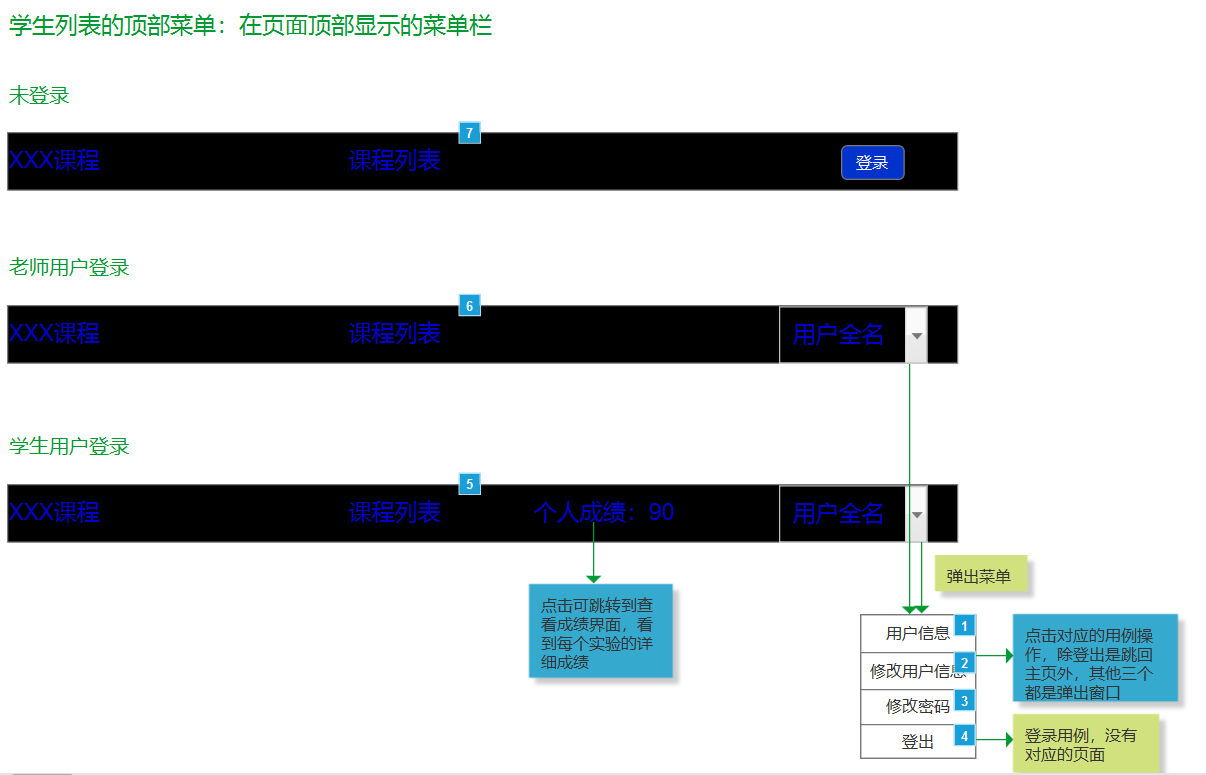 学生列表的顶部菜单：在页面顶部显示的菜单栏
未登录
7
XXX课程 课程列表 登录
老师用户登录
6
XXX课程 课程列表 用户全名
学生用户登录
5
XXX课程 课程列表 个人成绩：90 用户全名
弹出菜单
点击可跳转到查
看成绩界面，看
到每个实验的详
细成绩
用户信息 1
修改用户信息 2
修改密码 3
登出 4
点击对应的用例操
作，除登出是跳回
主页外，其他三个
都是弹出窗口
登录用例，没有
对应的页面